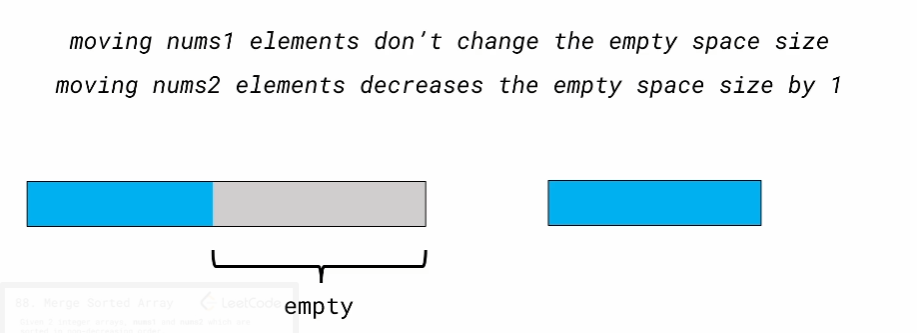 moving nums1 elements don't change the empty space size
moving nums2 elements decreases the empty space size by 1
empty
88. Merge Sorted Array LeetCode